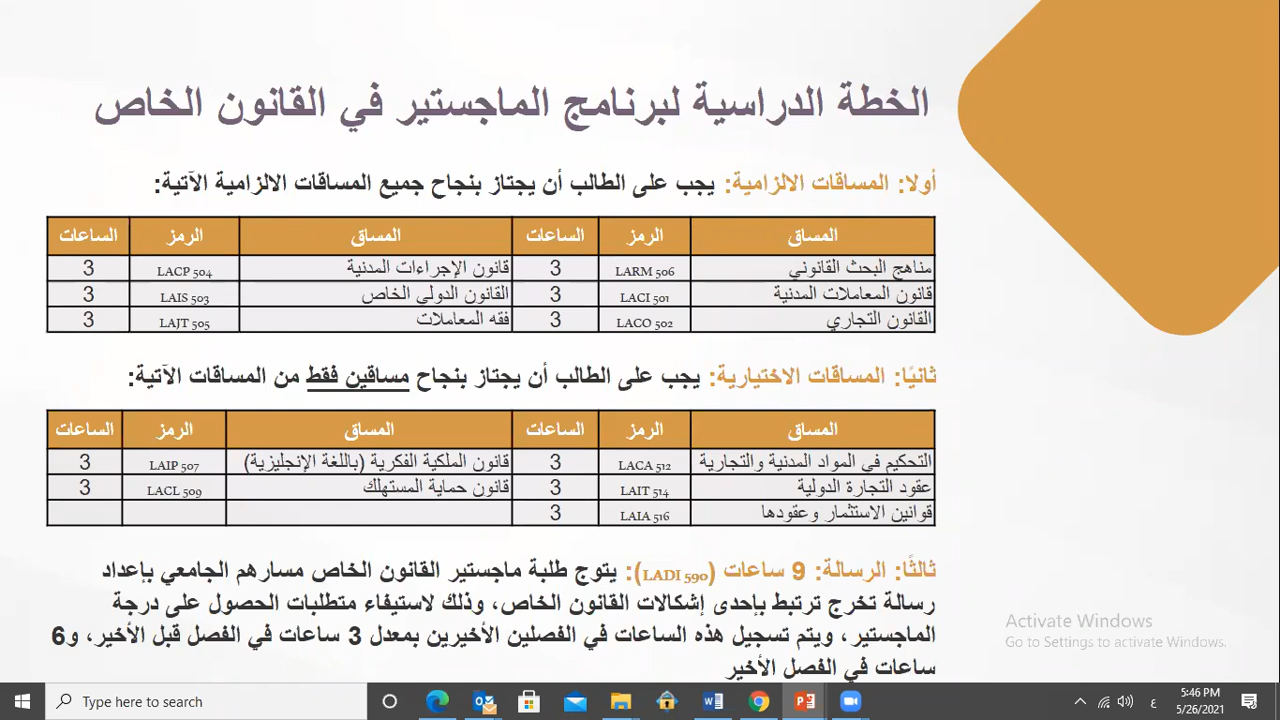 الخطة الدراسية لبرنامج الماجستير في القانون الخاص
أولا: المساقات الالزامية: يجب على الطالب أن يجتاز بنجاح جميع المساقات الالزامية الآتية:
المساق الرمز الساعات المساق الرمز الساعات
مناهج البحث القانوني LARM 506 3 قانون الإجراءات المدنية LACP 504 3
قانون المعاملات المدنية LACI 501 3 القانون الدولي الخاص LAIS 503 3
القانون التجاري LACO 502 3 فقه المعاملات LAJT 505 3
ثانيًا: المساقات الاختيارية: يجب على الطالب أن يجتاز بنجاح مساقين فقط من المساقات الآتية:
المساق الرمز الساعات المساق الرمز الساعات
التحكيم في المواد المدنية والتجارية LACA 512 3 قانون الملكية الفكرية (باللغة الإنجليزية) LAIP 507 3
عقود التجارة الدولية LAIT 514 3 قانون حماية المستهلك LACL 509 3
قوانين الاستثمار وعقودها LAIA 516 3
ثالثًا: الرسالة: 9 ساعات (LADI 590): يتوج طلبة ماجستير القانون الخاص مسارهم الجامعي بإعداد
رسالة تخرج ترتبط بإحدى إشكالات القانون الخاص، وذلك لاستيفاء متطلبات الحصول على درجة
الماجستير، ويتم تسجيل هذه الساعات في الفصلين الأخيرين بمعدل 3 ساعات في الفصل قبل الأخير، و6
ساعات في الفصل الأخير
Activate Windows
Go to Settings to activate Windows.
Type here to search
ع
5:46 PM
5/26/2021